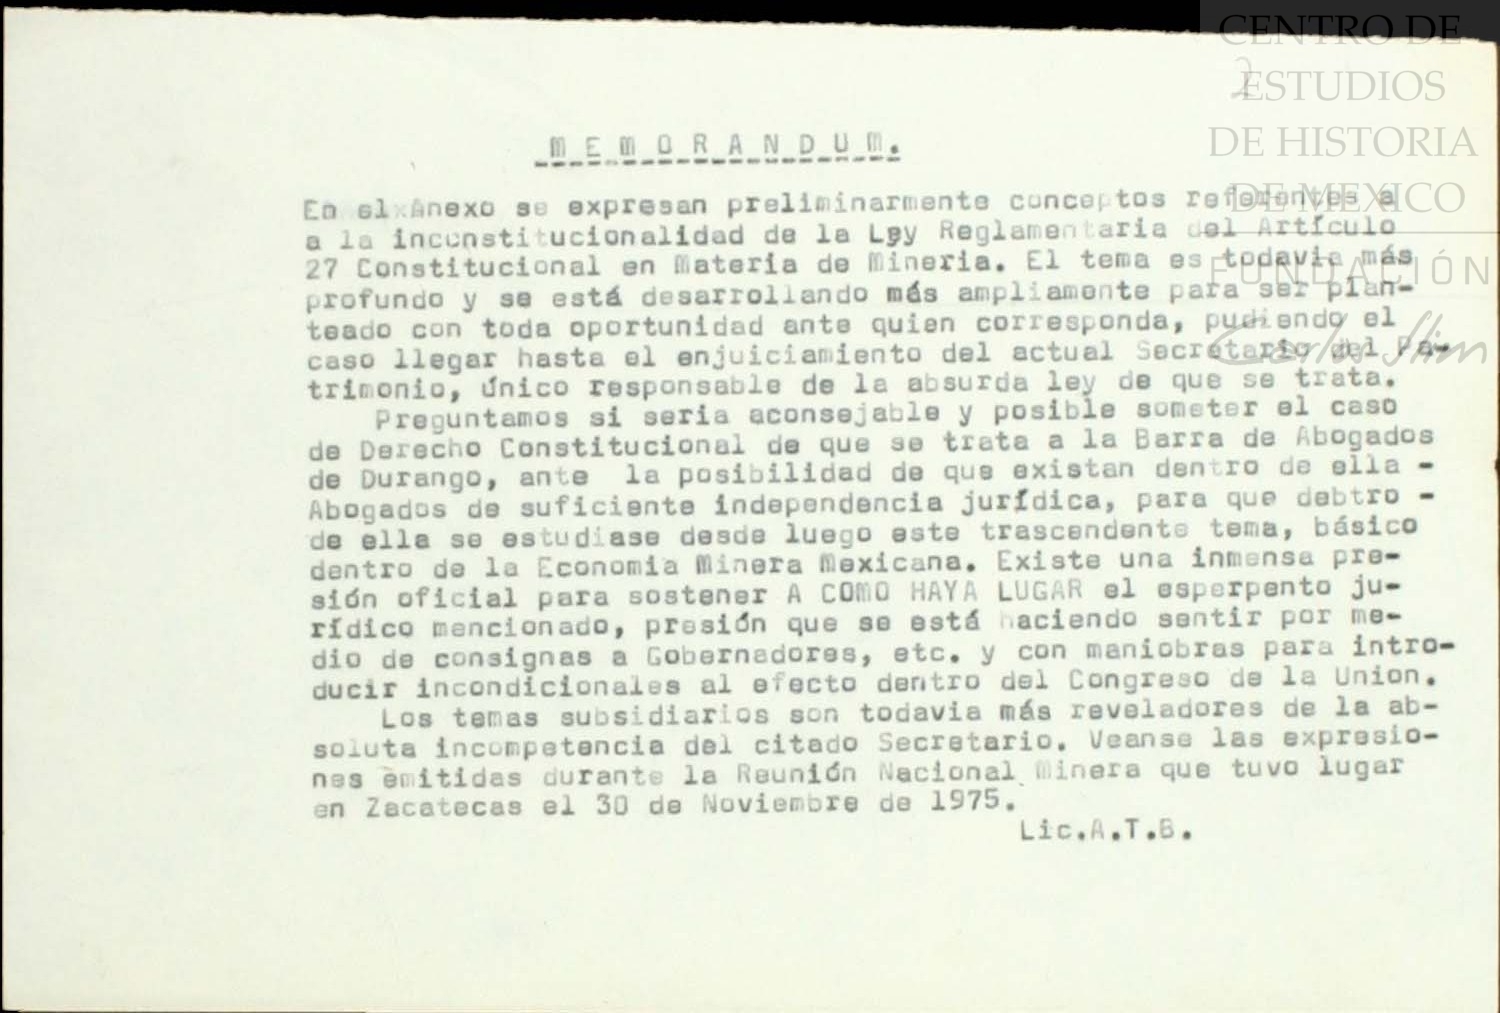 CENTRO DE
ESTUDIOS
DE HISTORIA
DE MEXICO
FUNDACIÓN
Carlos Slim
2
M E M O R A N D U M.
En el Anexo se expresan preliminarmente conceptos referentes a
a la inconstitucionalidad de la Ley Reglamentaria del Artículo
27 Constitucional en Materia de Mineria. El tema es todavia más
profundo y se está desarrollando más ampliamente para ser plan-
teado con toda oportunidad ante quien corresponda, pudiendo el
caso llegar hasta el enjuiciamiento del actual Secretario del Pa-
trimonio, único responsable de la absurda ley de que se trata.
Preguntamos si seria aconsejable y posible someter el caso
de Derecho Constitucional de que se trata a la Barra de Abogados
de Durango, ante la posibilidad de que existan dentro de ella -
Abogados de suficiente independencia jurídica, para que debtro -
de ella se estudiase desde luego este trascendente tema, básico
dentro de la Economia Minera Mexicana. Existe una inmensa pre-
sión oficial para sostener A COMO HAYA LUGAR el esperpento ju-
rídico mencionado, presión que se está haciendo sentir por me-
dio de consignas a Gobernadores, etc. y con maniobras para intro-
ducir incondicionales al efecto dentro del Congreso de la Union.
Los temas subsidiarios son todavia más reveladores de la ab-
soluta incompetencia del citado Secretario. Veanse las expresio-
nes emitidas durante la Reunión Nacional Minera que tuvo lugar
en Zacatecas el 30 de Noviembre de 1975.
Lic.A.T.B.